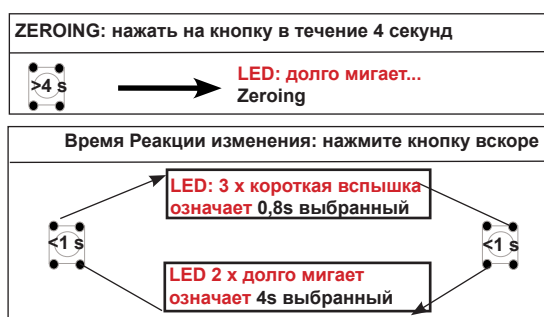 ZEROING: нажать на кнопку в течение 4 секунд
>4 s
LED: долго мигает...
Zeroing
Время Реакции изменения: нажмите кнопку вскоре
LED: 3 x короткая вспышка
означает 0,8s выбранный
<1 s
<1 s
LED 2 x долго мигает
означает 4s выбранный